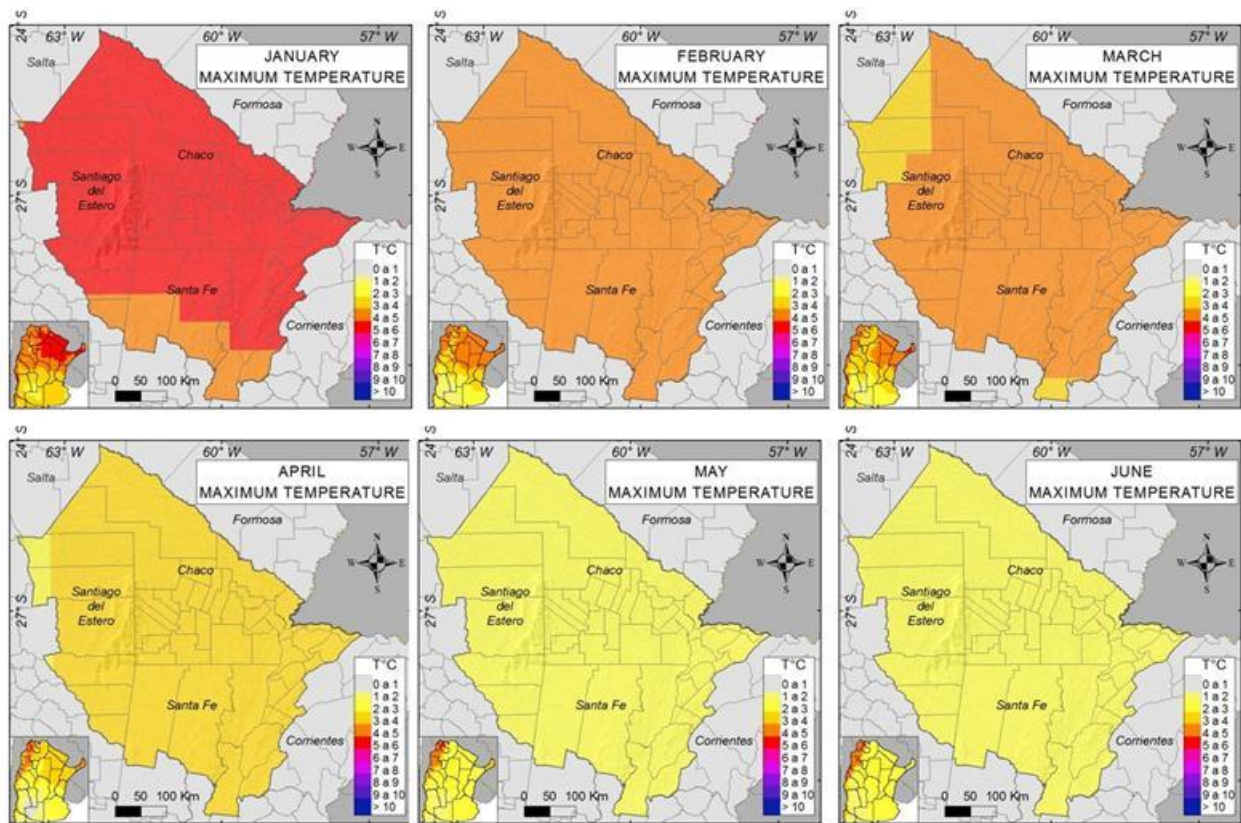 24° S
63° W
60° W
57° W
JANUARY
MAXIMUM TEMPERATURE
Salta
Formosa
Chaco
N
W
E
S
Santiago
del
Estero
27° S
T°C
0 a 1
1 a 2
2 a 3
3 a 4
4 a 5
5 a 6
6 a 7
7 a 8
8 a 9
9 a 10
> 10
Santa Fe
Corrientes
0 50 100 Km
24° S
63° W
60° W
57° W
FEBRUARY
MAXIMUM TEMPERATURE
Salta
Formosa
Chaco
N
W
E
S
Santiago
del
Estero
27° S
T°C
0 a 1
1 a 2
2 a 3
3 a 4
4 a 5
5 a 6
6 a 7
7 a 8
8 a 9
9 a 10
> 10
Santa Fe
Corrientes
0 50 100 Km
24° S
63° W
60° W
57° W
MARCH
MAXIMUM TEMPERATURE
Salta
Formosa
Chaco
N
W
E
S
Santiago
del
Estero
27° S
T°C
0 a 1
1 a 2
2 a 3
3 a 4
4 a 5
5 a 6
6 a 7
7 a 8
8 a 9
9 a 10
> 10
Santa Fe
Corrientes
0 50 100 Km
24° S
63° W
60° W
57° W
APRIL
MAXIMUM TEMPERATURE
Salta
Formosa
Chaco
N
W
E
S
Santiago
del
Estero
27° S
T°C
0 a 1
1 a 2
2 a 3
3 a 4
4 a 5
5 a 6
6 a 7
7 a 8
8 a 9
9 a 10
> 10
Santa Fe
Corrientes
0 50 100 Km
24° S
63° W
60° W
57° W
MAY
MAXIMUM TEMPERATURE
Salta
Formosa
Chaco
N
W
E
S
Santiago
del
Estero
27° S
T°C
0 a 1
1 a 2
2 a 3
3 a 4
4 a 5
5 a 6
6 a 7
7 a 8
8 a 9
9 a 10
> 10
Santa Fe
Corrientes
0 50 100 Km
24° S
63° W
60° W
57° W
JUNE
MAXIMUM TEMPERATURE
Salta
Formosa
Chaco
N
W
E
S
Santiago
del
Estero
27° S
T°C
0 a 1
1 a 2
2 a 3
3 a 4
4 a 5
5 a 6
6 a 7
7 a 8
8 a 9
9 a 10
> 10
Santa Fe
Corrientes
0 50 100 Km